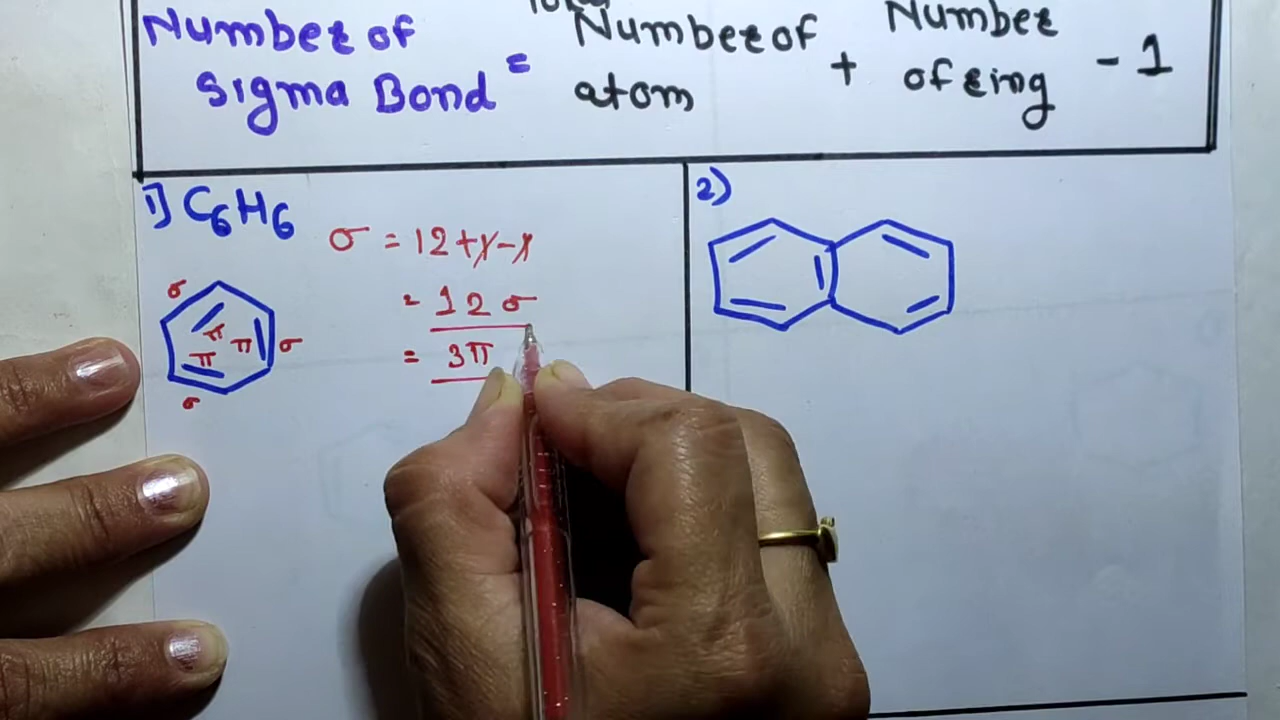 Number of
Number of
Number
sigma Bond
=
atom
+
of ring
- 1
1] C6H6
σ = 12 + 1 - 1
= 12 σ
= 3π
σ
π
π
π
σ
σ
2)